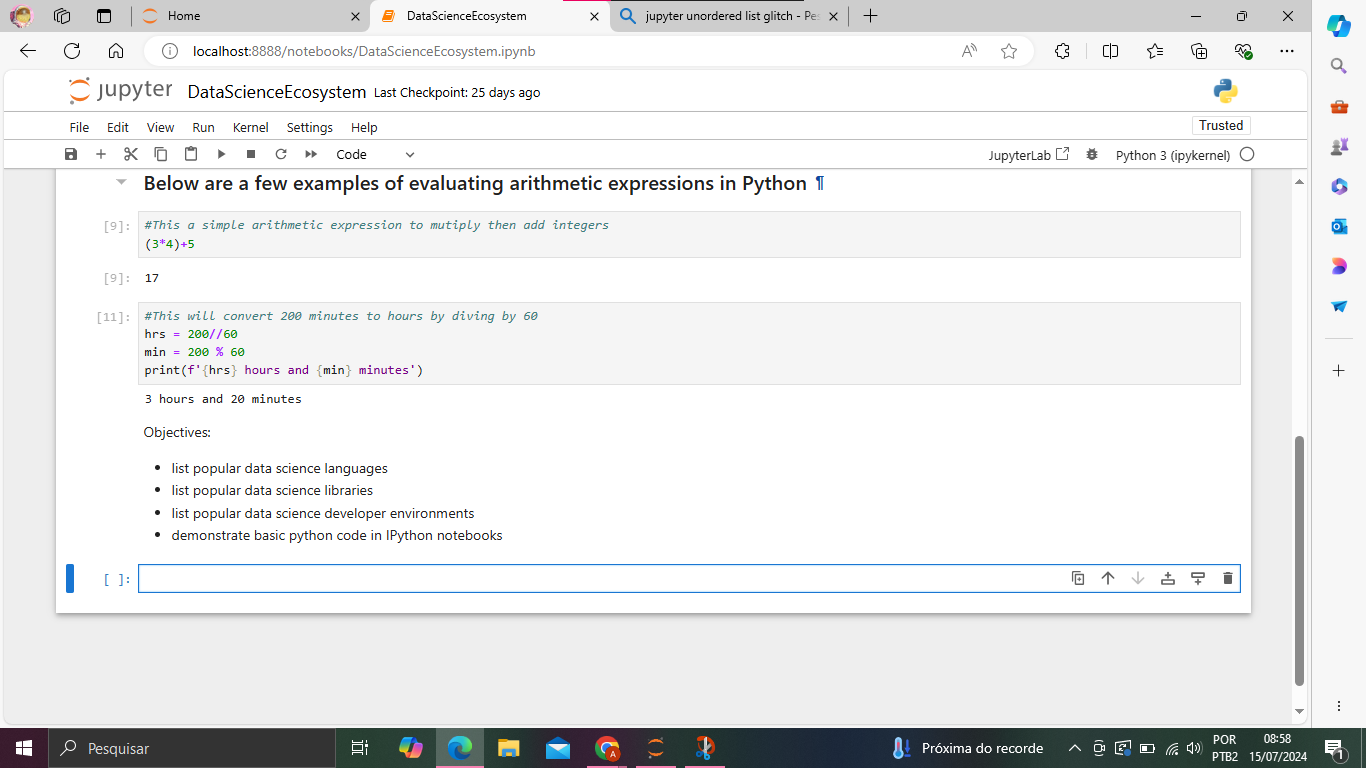 Home
DataScienceEcosystem
jupyter unordered list glitch - Pes
localhost:8888/notebooks/DataScienceEcosystem.ipynb
jupyter DataScienceEcosystem Last Checkpoint: 25 days ago
File Edit View Run Kernel Settings Help
Trusted
Code
JupyterLab
Python 3 (ipykernel)
Below are a few examples of evaluating arithmetic expressions in Python ¶
[9]: #This a simple arithmetic expression to mutiply then add integers
(3*4)+5
[9]: 17
[11]: #This will convert 200 minutes to hours by diving by 60
hrs = 200//60
min = 200 % 60
print(f'{hrs} hours and {min} minutes')
3 hours and 20 minutes
Objectives:
• list popular data science languages
• list popular data science libraries
• list popular data science developer environments
• demonstrate basic python code in IPython notebooks
[ ]:
Pesquisar
Próxima do recorde
POR
PTB2
08:58
15/07/2024
1